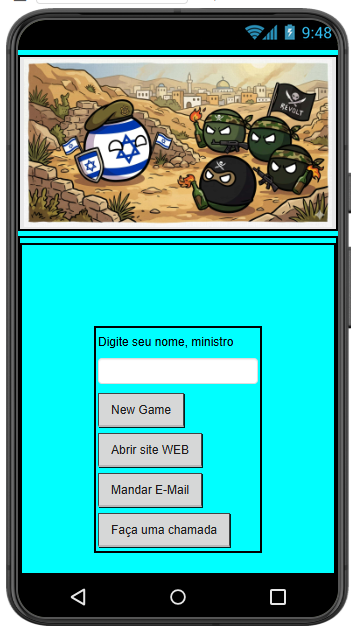 9:48
REVOLT
Digite seu nome, ministro
New Game
Abrir site WEB
Mandar E-Mail
Faça uma chamada